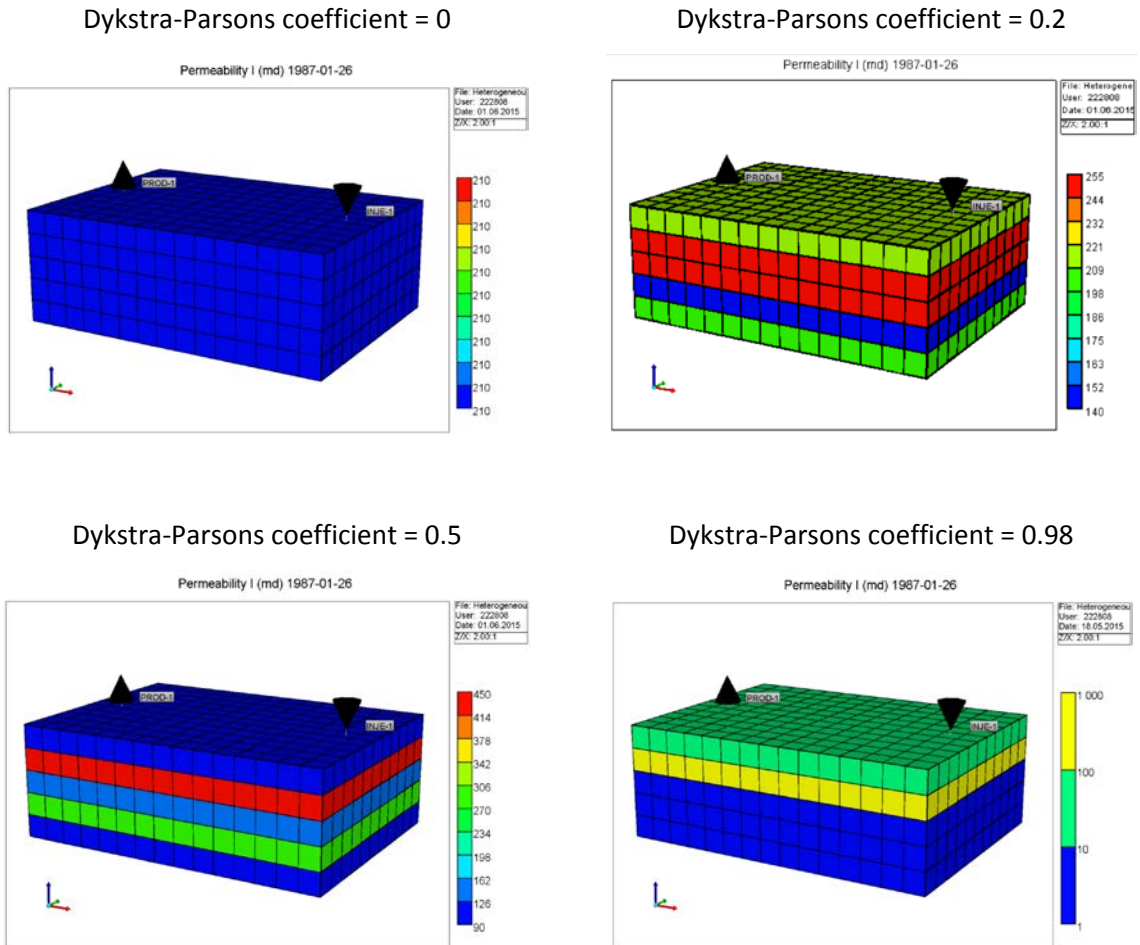 Dykstra-Parsons coefficient = 0
Permeability I (md) 1987-01-26
File: Heterogeneou
User: 222808
Date: 01.06.2015
Z/X: 2.00:1
PROD-1
INJE-1
210
210
210
210
210
210
210
210
210
210
210
Dykstra-Parsons coefficient = 0.2
Permeability I (md) 1987-01-26
File: Heterogene
User: 222808
Date: 01.06.2015
Z/X: 2.00:1
PROD-1
INJE-1
255
244
232
221
209
198
186
175
163
152
140
Dykstra-Parsons coefficient = 0.5
Permeability I (md) 1987-01-26
File: Heterogeneou
User: 222808
Date: 01.06.2015
Z/X: 2.00:1
PROD-1
INJE-1
450
414
378
342
306
270
234
198
162
126
90
Dykstra-Parsons coefficient = 0.98
Permeability I (md) 1987-01-26
File: Heterogeneou
User: 222808
Date: 18.05.2015
Z/X: 2.00:1
PROD-1
INJE-1
1 000
100
10
1